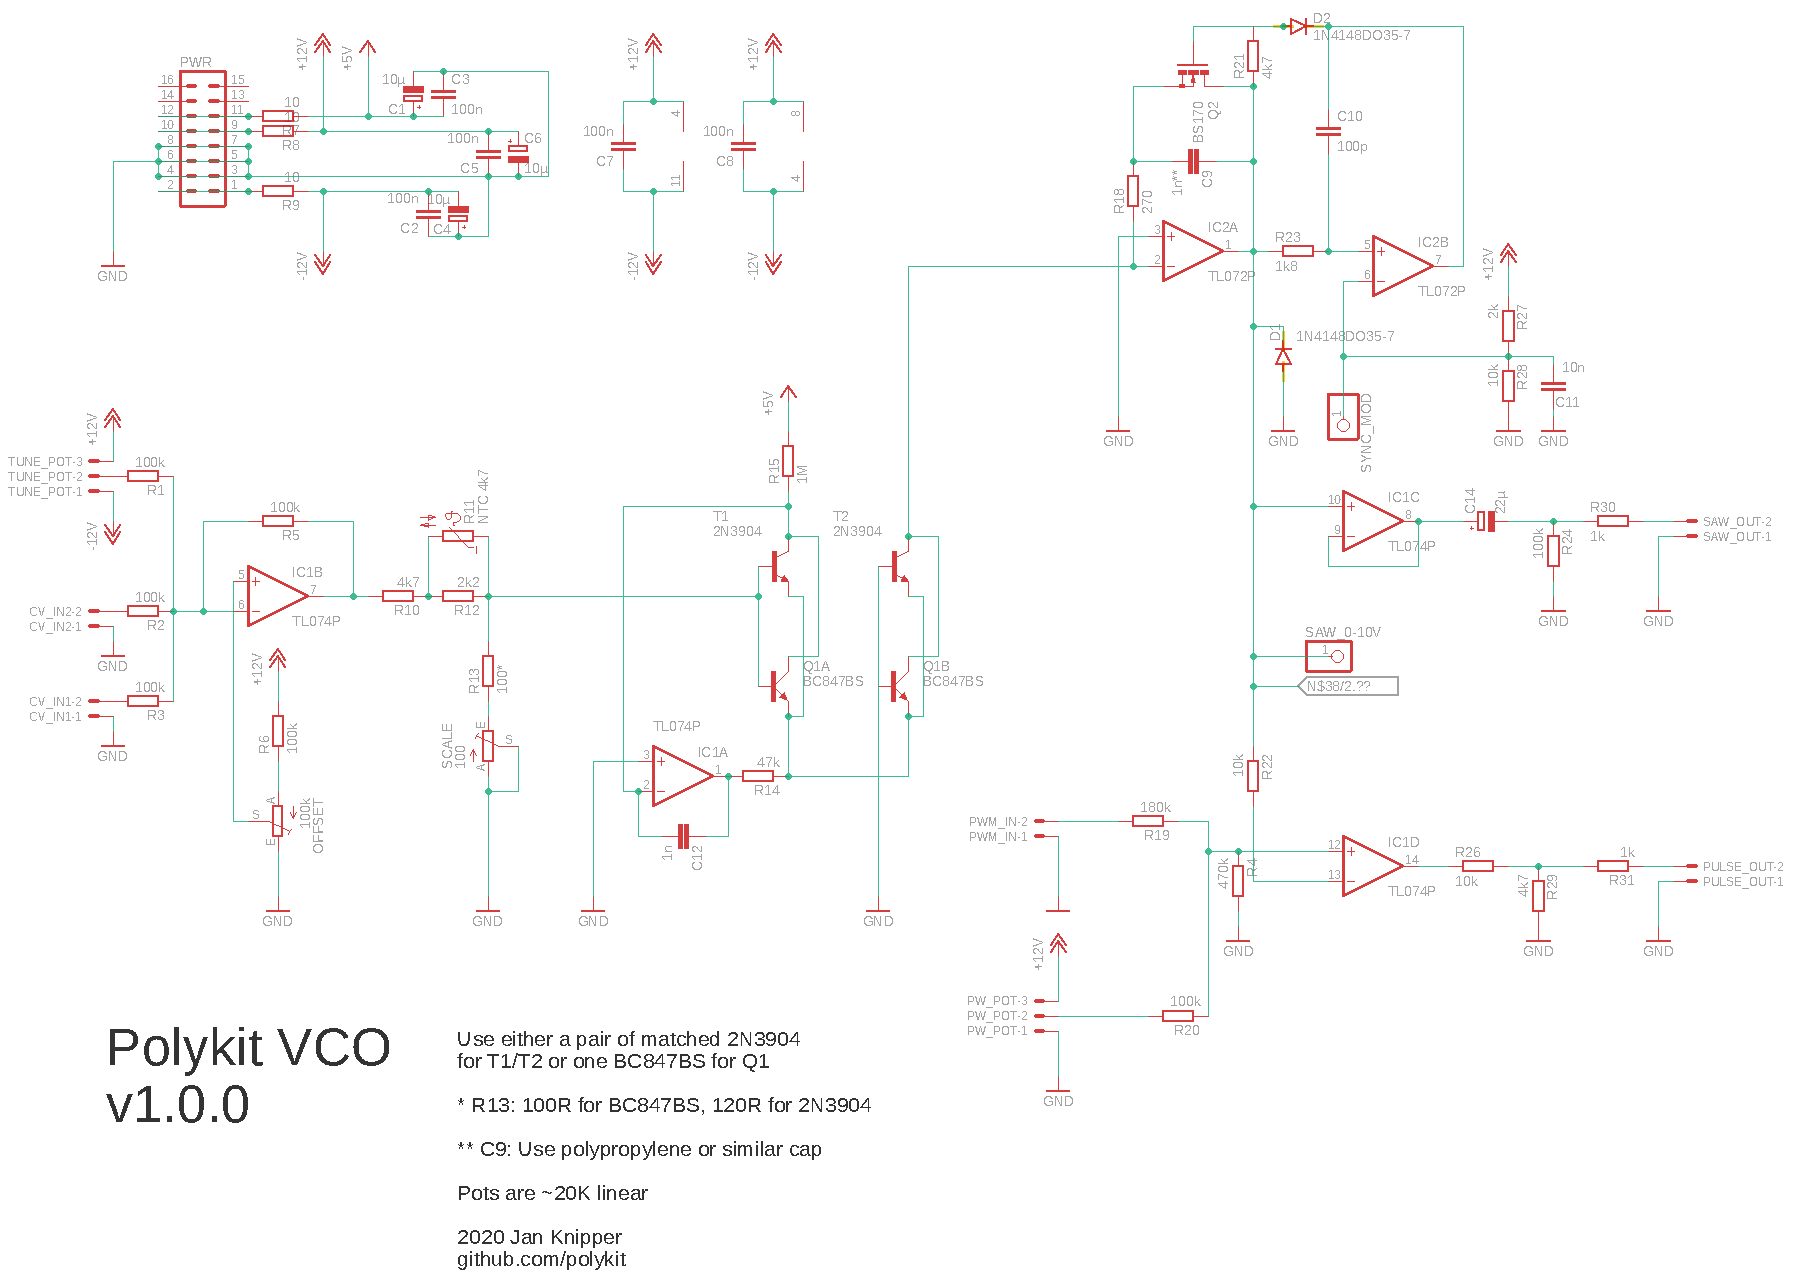 PWR
16 15
14 13
12 11
10 9
8 7
6 5
4 3
2 1
GND
+12V
+5V
-12V
10
10
R7
R8
10
R9
10µ
C1
C3
100n
100n
C5
C6
10µ
100n
C2
10µ
C4
+12V
100n
C7
4
11
-12V
+12V
100n
C8
8
4
-12V
D2
1N4148DO35-7
R21
4k7
BS170
Q2
C10
100p
1n**
C9
R18
270
IC2A
3
2
1
TL072P
R23
1k8
IC2B
5
6
7
TL072P
+12V
2k
R27
10k
R28
10n
C11
GND
GND
D1
1N4148DO35-7
GND
GND
1
SYNC_MOD
+12V
TUNE_POT-3
TUNE_POT-2
TUNE_POT-1
-12V
100k
R1
CV_IN2-2
CV_IN2-1
GND
100k
R2
CV_IN1-2
CV_IN1-1
GND
100k
R3
100k
R5
IC1B
5
6
7
TL074P
+12V
R6
100k
A
S
E
100k
OFFSET
GND
4k7
R10
R11
NTC 4k7
2k2
R12
R13
100*
SCALE
100
E
S
A
GND
+5V
R15
1M
T1
2N3904
T2
2N3904
Q1A
BC847BS
Q1B
BC847BS
TL074P
IC1A
3
2
1
47k
R14
1n
C12
GND
GND
IC1C
10
9
8
TL074P
C14
22µ
R30
1k
100k
R24
GND
SAW_OUT-2
SAW_OUT-1
GND
SAW_0-10V
1
N$38/2.??
10k
R22
PWM_IN-2
PWM_IN-1
180k
R19
470k
R4
GND
IC1D
12
13
14
TL074P
R26
10k
4k7
R29
GND
1k
R31
PULSE_OUT-2
PULSE_OUT-1
GND
+12V
PW_POT-3
PW_POT-2
PW_POT-1
GND
100k
R20
Polykit VCO
v1.0.0
Use either a pair of matched 2N3904
for T1/T2 or one BC847BS for Q1
* R13: 100R for BC847BS, 120R for 2N3904
** C9: Use polypropylene or similar cap
Pots are ~20K linear
2020 Jan Knipper
github.com/polykit